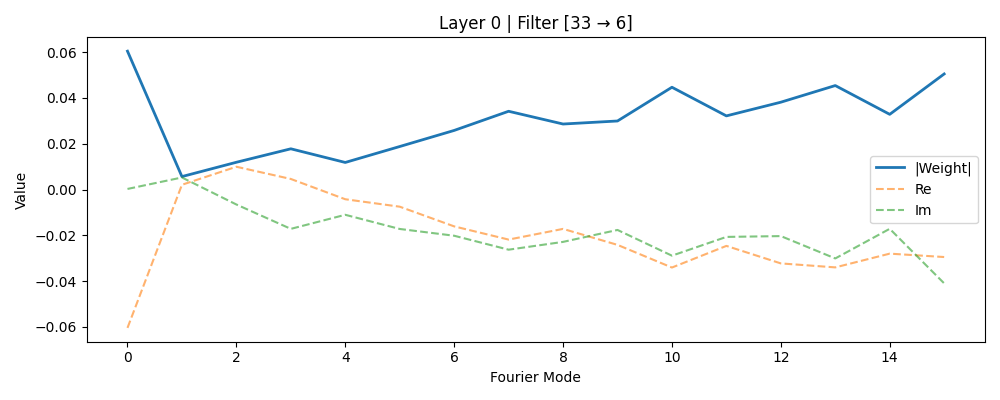 Layer 0 | Filter [33 → 6]
0.06
0.04
0.02
0.00
−0.02
−0.04
−0.06
Value
|Weight|
Re
Im
0 2 4 6 8 10 12 14
Fourier Mode